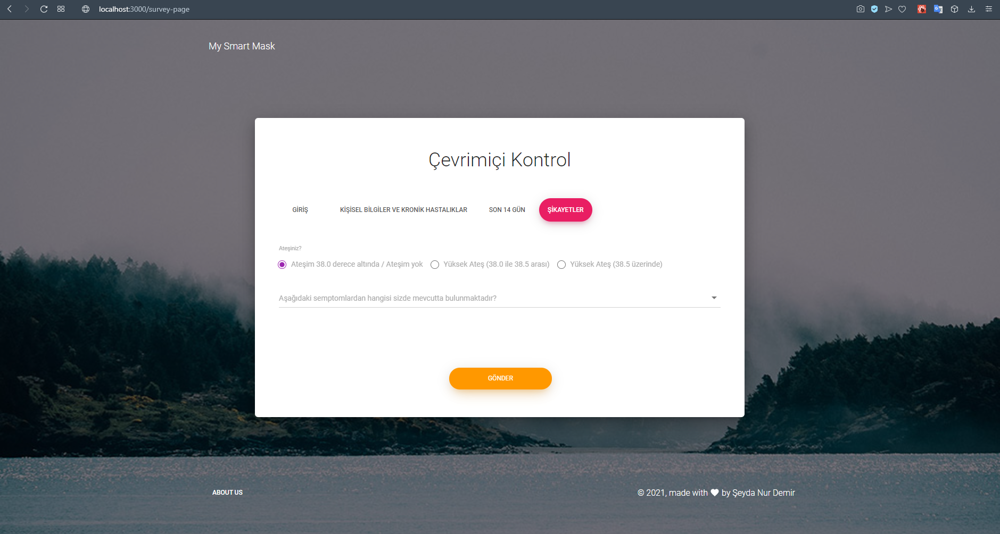 localhost:3000/survey-page
My Smart Mask
Çevrimiçi Kontrol
GİRİŞ
KİŞİSEL BİLGİLER VE KRONİK HASTALIKLAR
SON 14 GÜN
ŞİKAYETLER
Ateşiniz?
Ateşim 38.0 derece altında / Ateşim yok
Yüksek Ateş (38.0 ile 38.5 arası)
Yüksek Ateş (38.5 üzerinde)
Aşağıdaki semptomlardan hangisi sizde mevcutta bulunmaktadır?
GÖNDER
ABOUT US
© 2021, made with ♥ by Şeyda Nur Demir